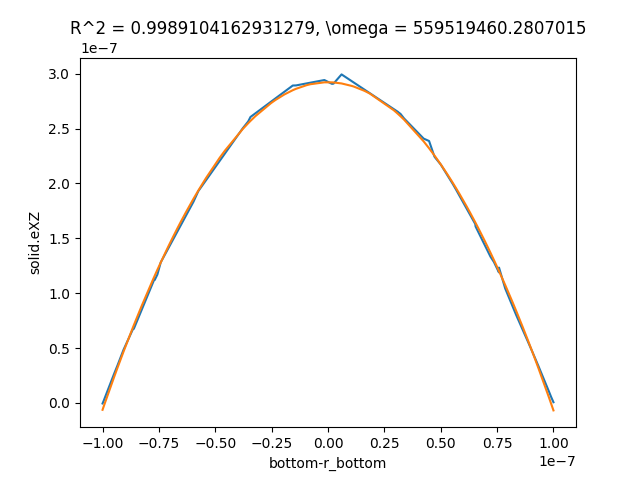 R^2 = 0.9989104162931279, \omega = 559519460.2807015
1e−7
3.0
2.5
2.0
1.5
1.0
0.5
0.0
solid.eXZ
−1.00 −0.75 −0.50 −0.25 0.00 0.25 0.50 0.75 1.00
bottom-r_bottom
1e−7